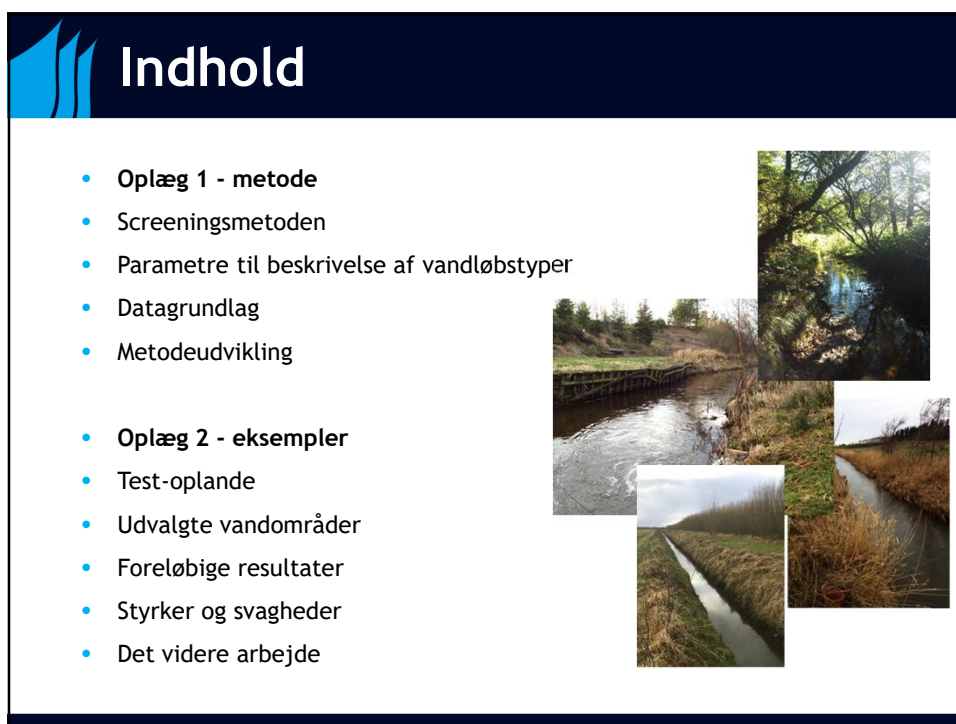 Indhold
Oplæg 1 - metode
Screeningsmetoden
Parametre til beskrivelse af vandløbstyper
Datagrundlag
Metodeudvikling
Oplæg 2 - eksempler
Test-oplande
Udvalgte vandområder
Foreløbige resultater
Styrker og svagheder
Det videre arbejde